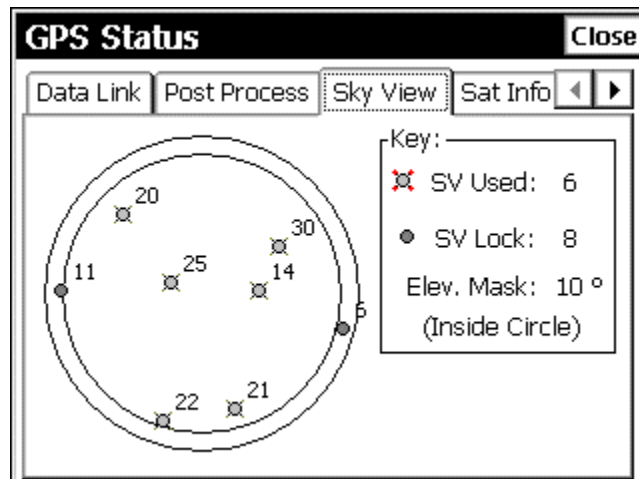 GPS Status Close
Data Link Post Process Sky View Sat Info
Key:
SV Used: 6
SV Lock: 8
Elev. Mask: 10 º
(Inside Circle)
20
30
11
25
14
6
22
21